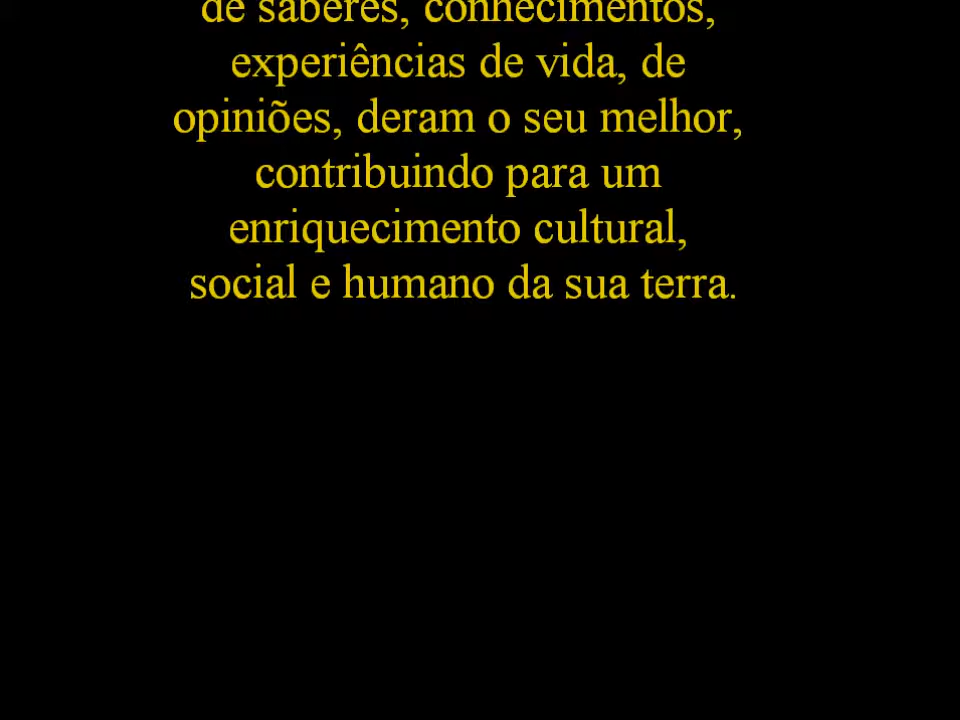 de saberes, conhecimentos,
experiências de vida, de
opiniões, deram o seu melhor,
contribuindo para um
enriquecimento cultural,
social e humano da sua terra.